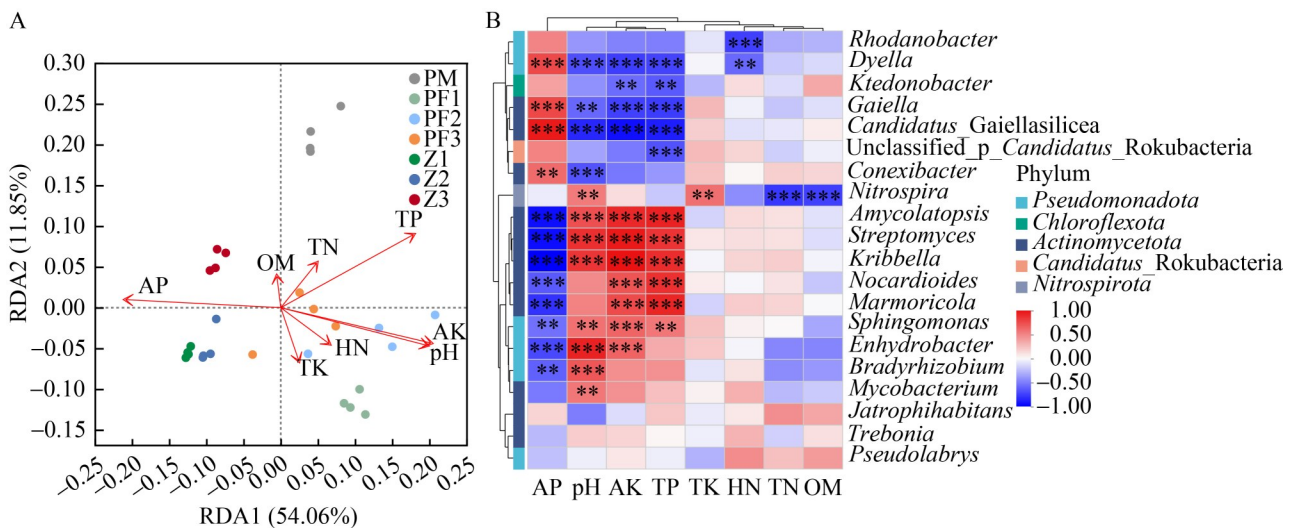 A
0.30
0.25
0.20
0.15
0.10
0.05
0.00
−0.05
−0.10
−0.15
RDA2 (11.85%)
−0.25
−0.20
−0.15
−0.10
−0.05
0.00
0.05
0.10
0.15
0.20
0.25
RDA1 (54.06%)
PM
PF1
PF2
PF3
Z1
Z2
Z3
TP
TN
OM
AP
AK
pH
HN
TK
B
*** Rhodanobacter
*** *** *** *** ** Dyella
** ** Ktedonobacter
*** ** *** *** Gaiella
*** *** *** *** Candidatus_Gaiellasilicea
*** Unclassified_p_Candidatus_Rokubacteria
** *** Conexibacter
** ** *** *** Nitrospira
*** *** *** *** Amycolatopsis
*** *** *** *** Streptomyces
*** *** *** *** Kribbella
*** *** *** Nocardioides
*** *** *** Marmoricola
** ** *** ** Sphingomonas
*** *** *** Enhydrobacter
** *** Bradyrhizobium
** Mycobacterium
Jatrophihabitans
Trebonia
Pseudolabrys
AP pH AK TP TK HN TN OM
Phylum
Pseudomonadota
Chloroflexota
Actinomycetota
Candidatus_Rokubacteria
Nitrospirota
1.00
0.50
0.00
−0.50
−1.00